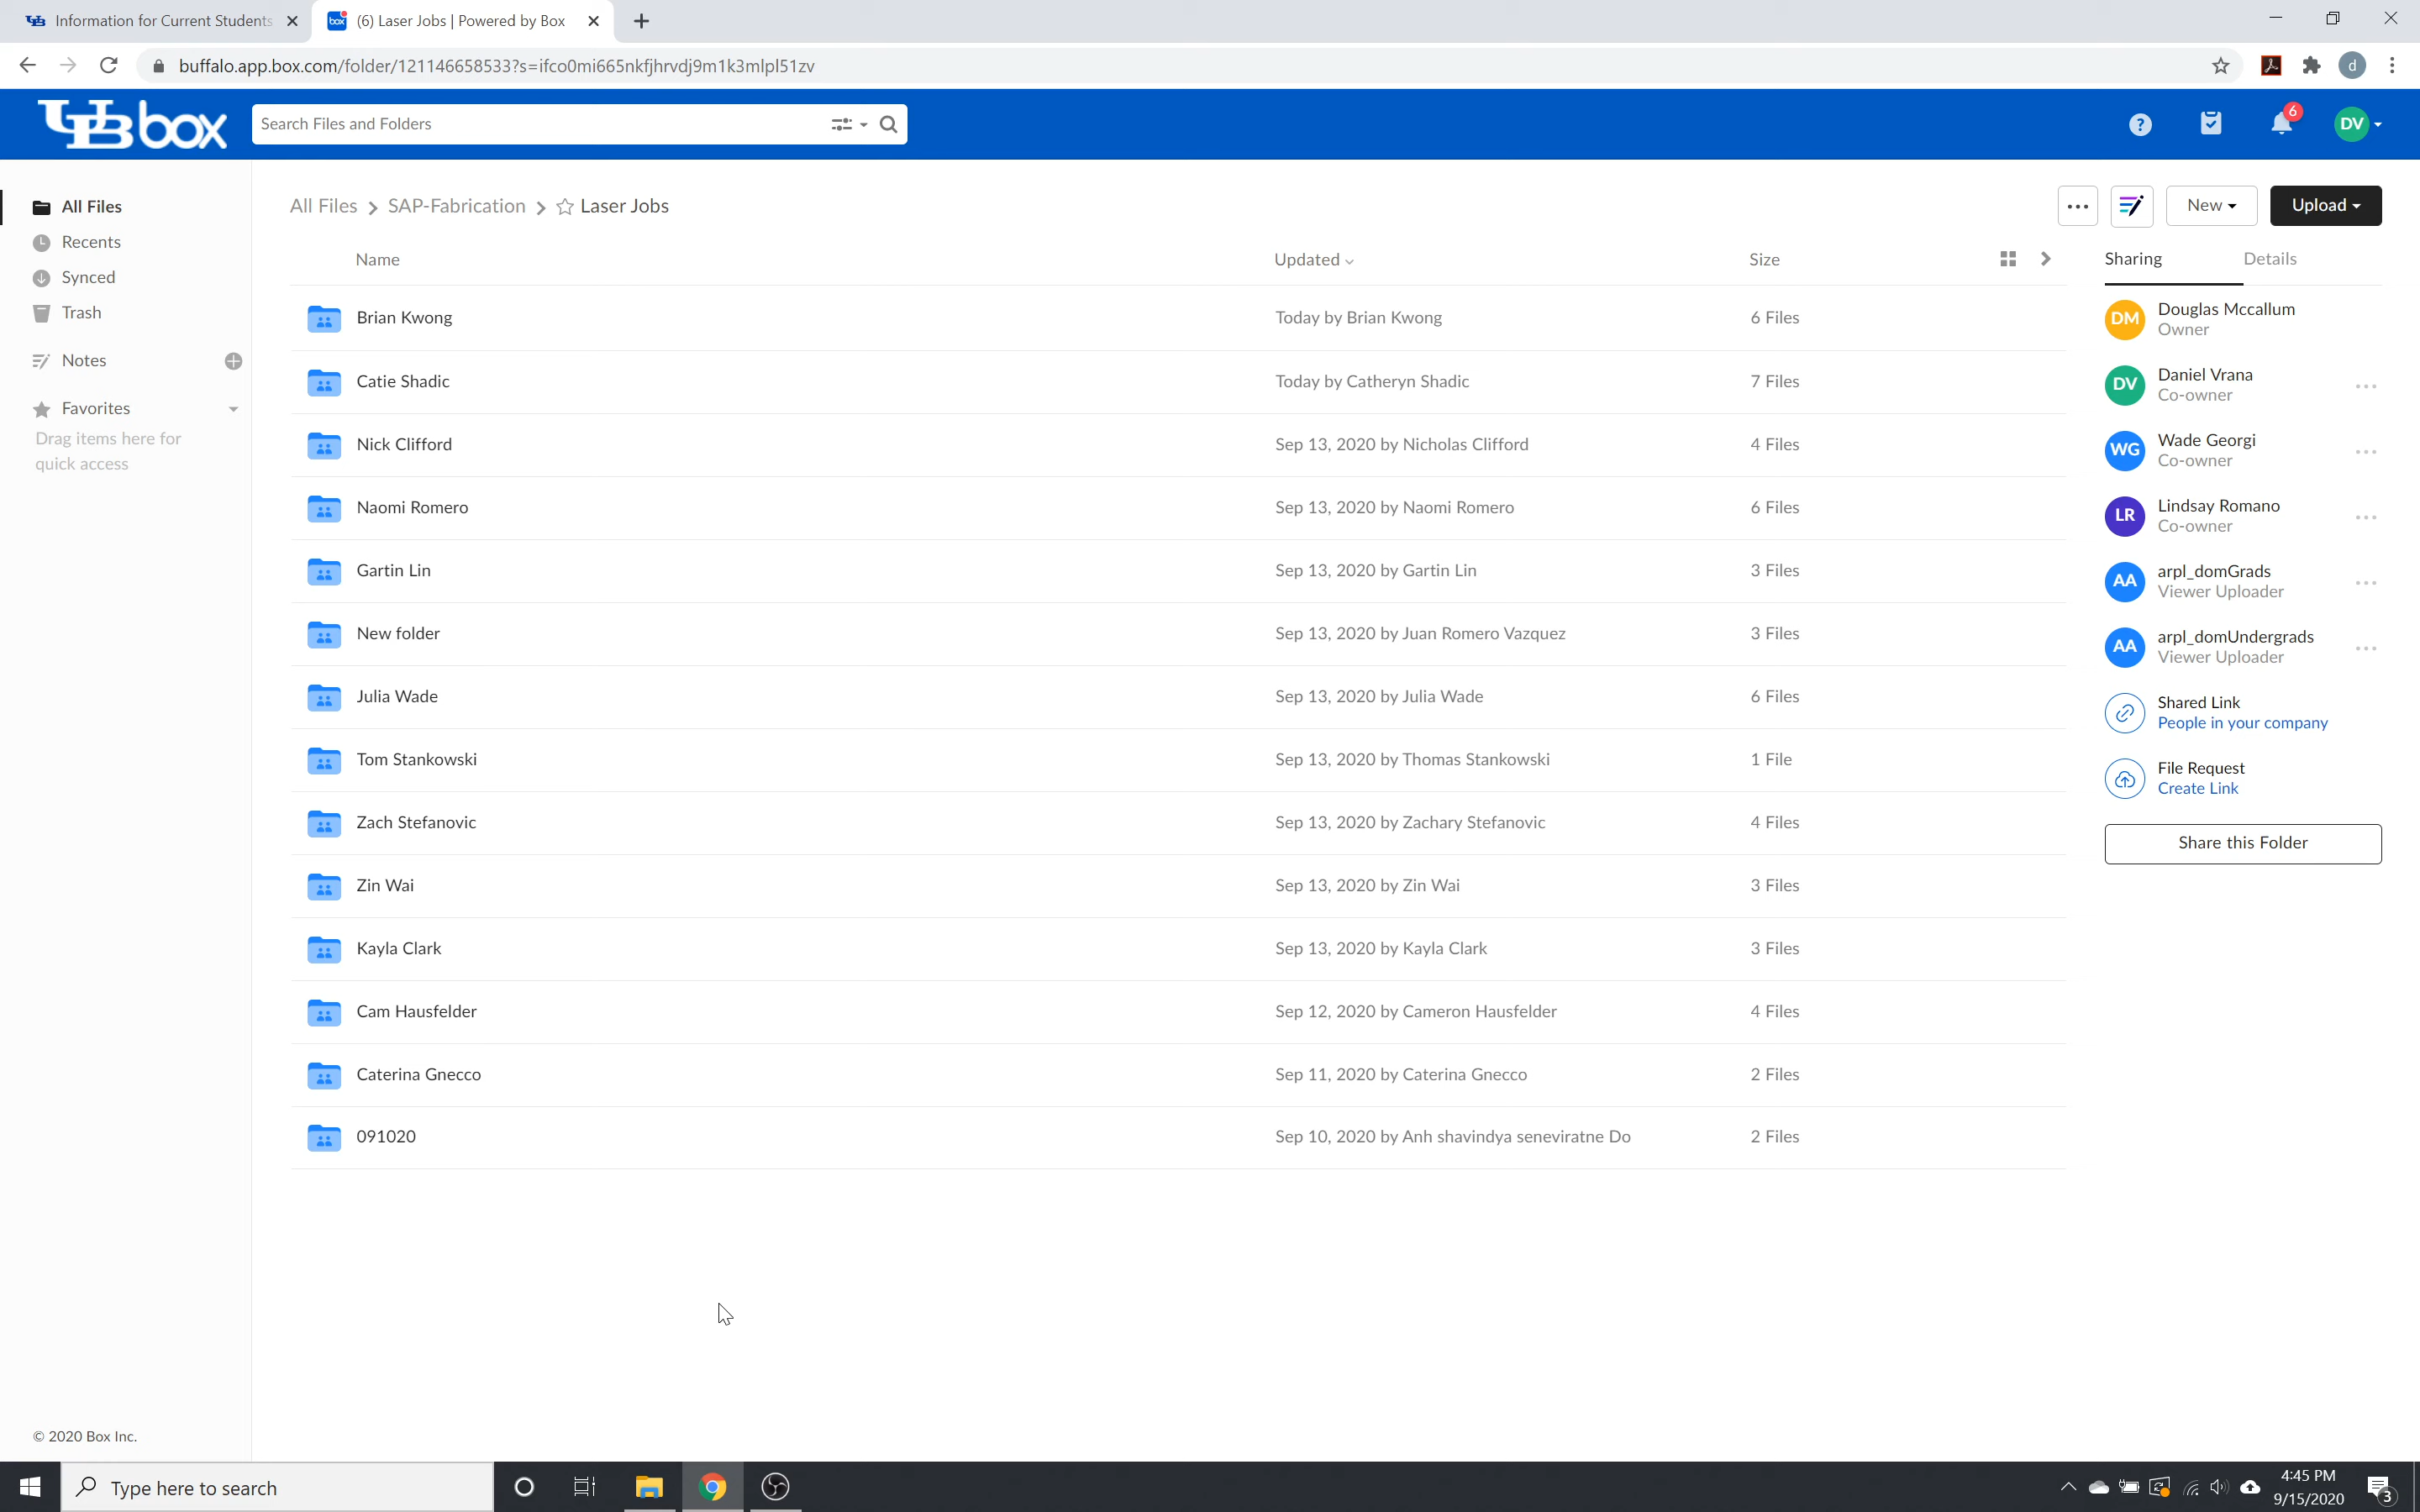 Information for Current Students
(6) Laser Jobs | Powered by Box
buffalo.app.box.com/folder/121146658533?s=ifco0mi665nkfjhrvdj9m1k3mlpl51zv
d
UB box
Search Files and Folders
6
DV
All Files
Recents
Synced
Trash
Notes
Favorites
Drag items here for
quick access
All Files > SAP-Fabrication > Laser Jobs
New
Upload
Name Updated Size
Brian Kwong Today by Brian Kwong 6 Files
Catie Shadic Today by Catheryn Shadic 7 Files
Nick Clifford Sep 13, 2020 by Nicholas Clifford 4 Files
Naomi Romero Sep 13, 2020 by Naomi Romero 6 Files
Gartin Lin Sep 13, 2020 by Gartin Lin 3 Files
New folder Sep 13, 2020 by Juan Romero Vazquez 3 Files
Julia Wade Sep 13, 2020 by Julia Wade 6 Files
Tom Stankowski Sep 13, 2020 by Thomas Stankowski 1 File
Zach Stefanovic Sep 13, 2020 by Zachary Stefanovic 4 Files
Zin Wai Sep 13, 2020 by Zin Wai 3 Files
Kayla Clark Sep 13, 2020 by Kayla Clark 3 Files
Cam Hausfelder Sep 12, 2020 by Cameron Hausfelder 4 Files
Caterina Gnecco Sep 11, 2020 by Caterina Gnecco 2 Files
091020 Sep 10, 2020 by Anh shavindya seneviratne Do 2 Files
Sharing Details
DM Douglas Mccallum
Owner
DV Daniel Vrana
Co-owner
WG Wade Georgi
Co-owner
LR Lindsay Romano
Co-owner
AA arpl_domGrads
Viewer Uploader
AA arpl_domUndergrads
Viewer Uploader
Shared Link
People in your company
File Request
Create Link
Share this Folder
© 2020 Box Inc.
Type here to search
4:45 PM
9/15/2020
3